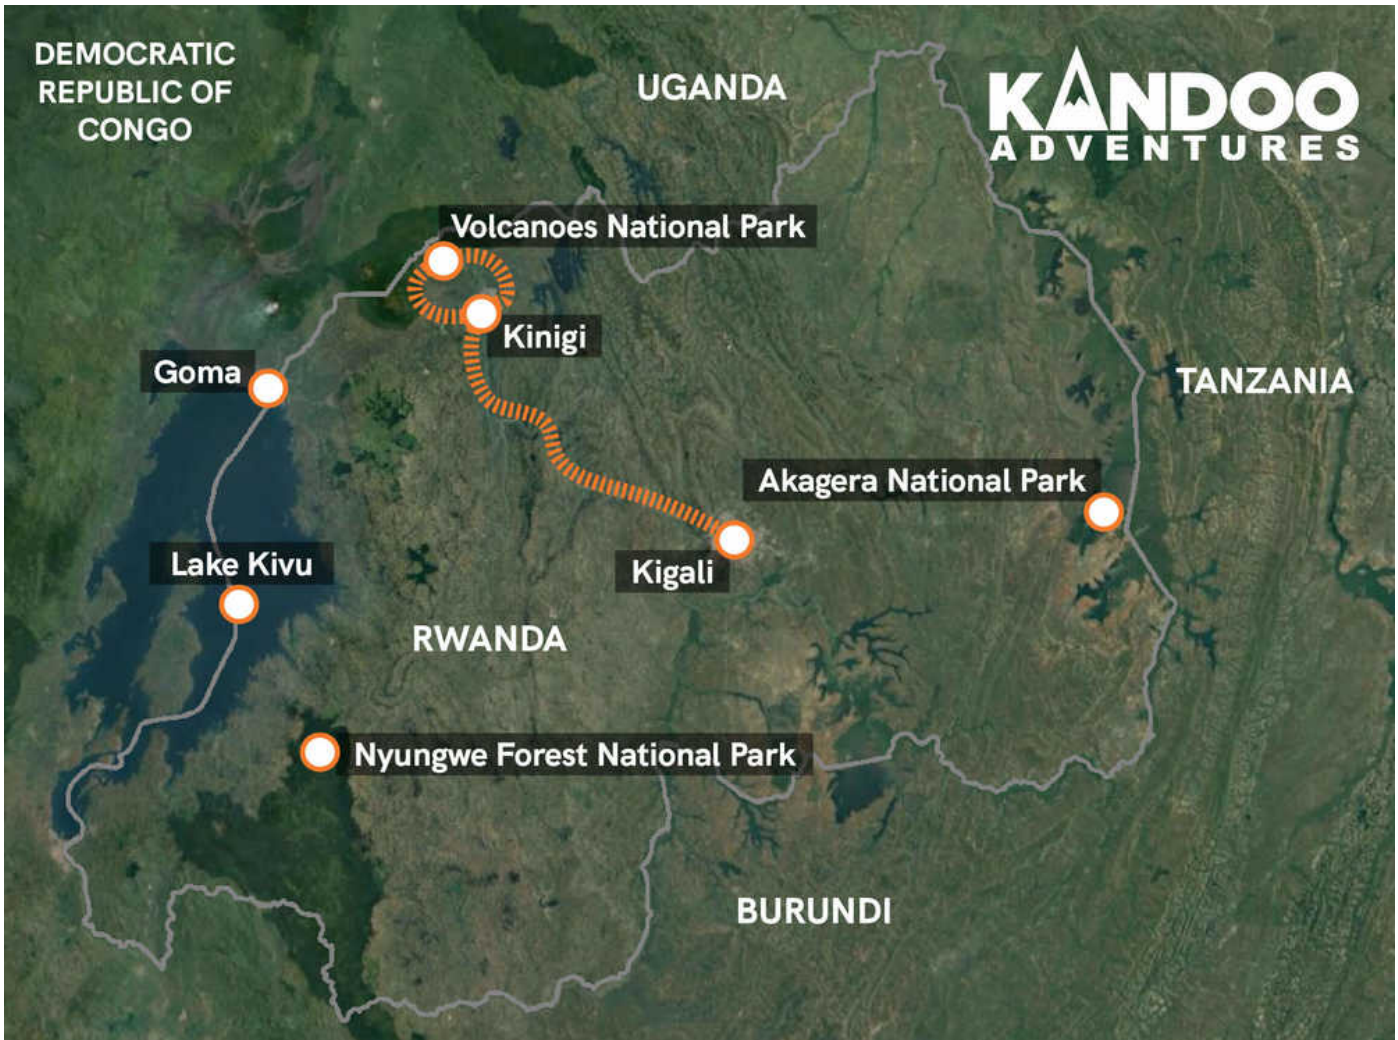 DEMOCRATIC
REPUBLIC OF
CONGO
UGANDA
KANDOO
ADVENTURES
Volcanoes National Park
Kinigi
Goma
TANZANIA
Akagera National Park
Lake Kivu
Kigali
RWANDA
Nyungwe Forest National Park
BURUNDI